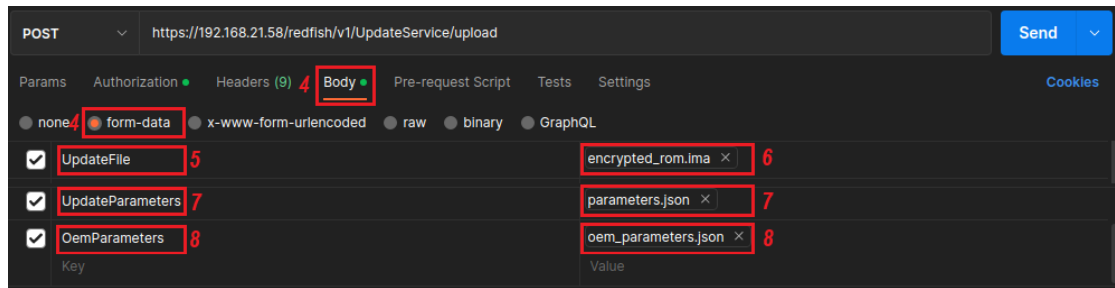 POST https://192.168.21.58/redfish/v1/UpdateService/upload Send
Params Authorization Headers (9) 4 Body Pre-request Script Tests Settings Cookies
none 4 form-data x-www-form-urlencoded raw binary GraphQL
UpdateFile 5 encrypted_rom.ima 6
UpdateParameters 7 parameters.json 7
OemParameters 8 oem_parameters.json 8
Key Value